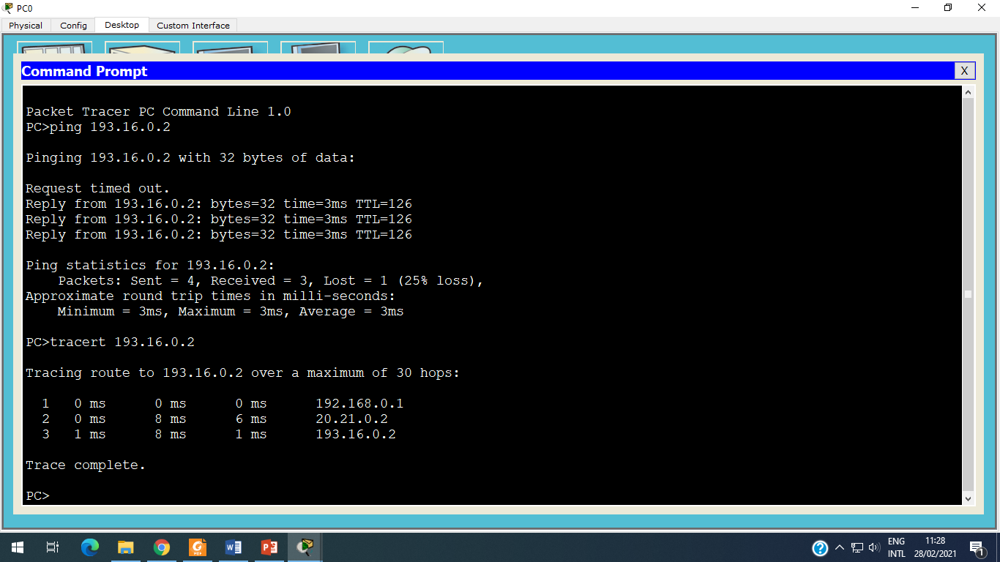 PC0
Physical Config Desktop Custom Interface
Command Prompt X
Packet Tracer PC Command Line 1.0
PC>ping 193.16.0.2
Pinging 193.16.0.2 with 32 bytes of data:
Request timed out.
Reply from 193.16.0.2: bytes=32 time=3ms TTL=126
Reply from 193.16.0.2: bytes=32 time=3ms TTL=126
Reply from 193.16.0.2: bytes=32 time=3ms TTL=126
Ping statistics for 193.16.0.2:
Packets: Sent = 4, Received = 3, Lost = 1 (25% loss),
Approximate round trip times in milli-seconds:
Minimum = 3ms, Maximum = 3ms, Average = 3ms
PC>tracert 193.16.0.2
Tracing route to 193.16.0.2 over a maximum of 30 hops:
1 0 ms 0 ms 0 ms 192.168.0.1
2 0 ms 8 ms 6 ms 20.21.0.2
3 1 ms 8 ms 1 ms 193.16.0.2
Trace complete.
PC>
ENG 11:28
INTL 28/02/2021 1